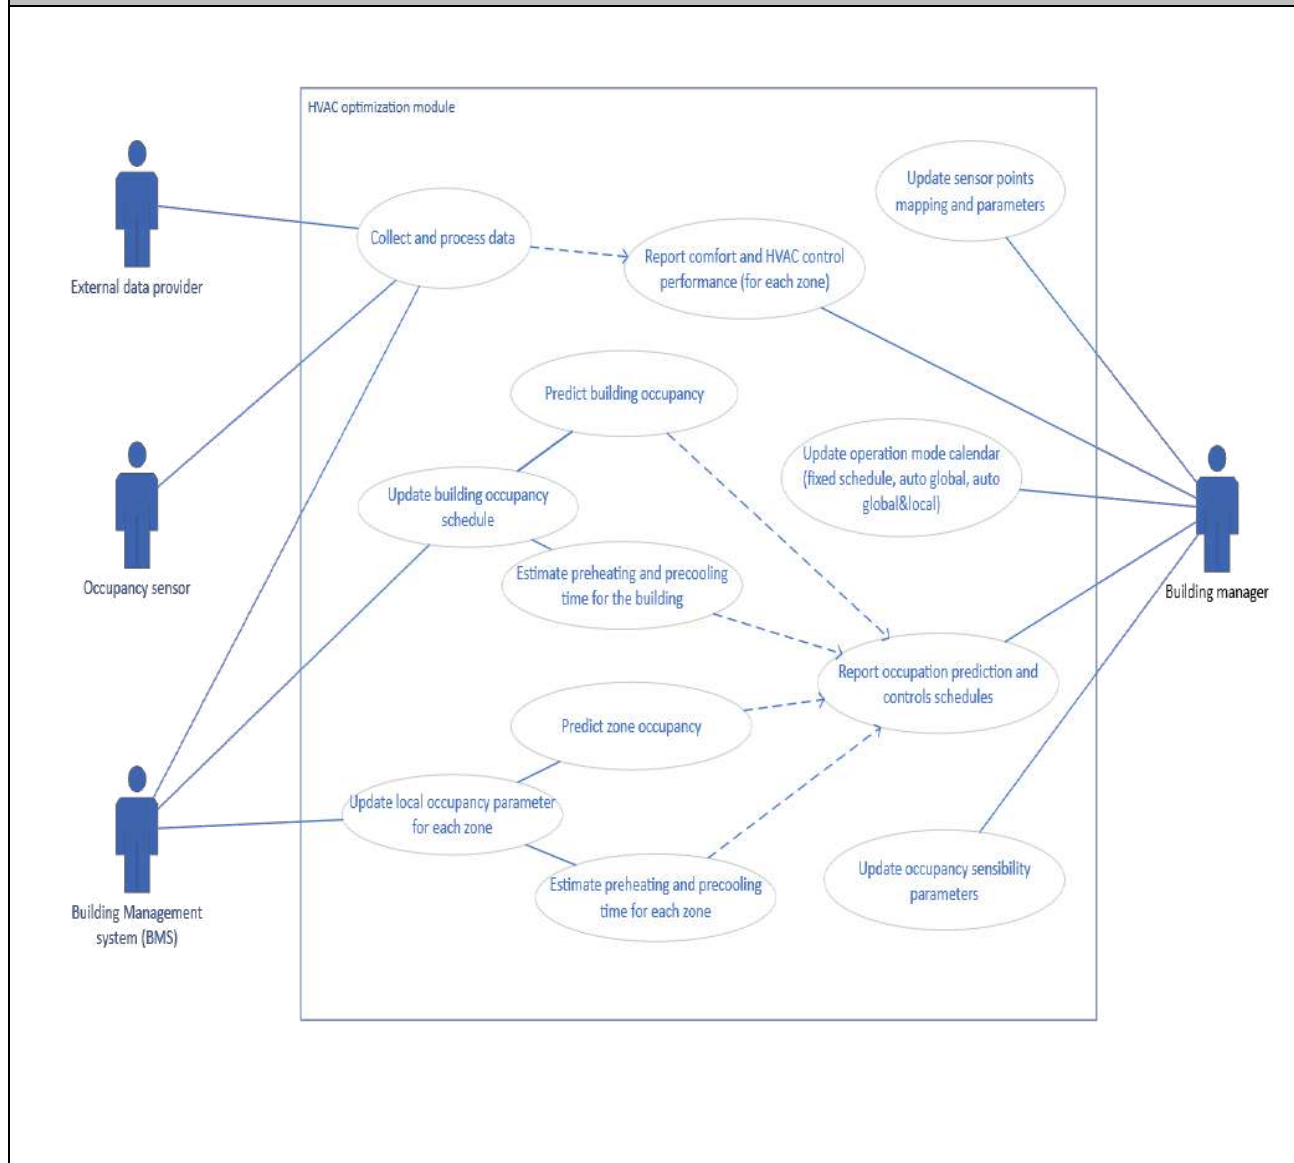 HVAC optimization module
Update sensor points
mapping and parameters
Collect and process data
Report comfort and HVAC control
performance (for each zone)
External data provider
Predict building occupancy
Update operation mode calendar
(fixed schedule, auto global, auto
global&local)
Update building occupancy
schedule
Estimate preheating and precooling
time for the building
Occupancy sensor
Building manager
Report occupation prediction and
controls schedules
Predict zone occupancy
Update local occupancy parameter
for each zone
Estimate preheating and precooling
time for each zone
Update occupancy sensibility
parameters
Building Management
system (BMS)